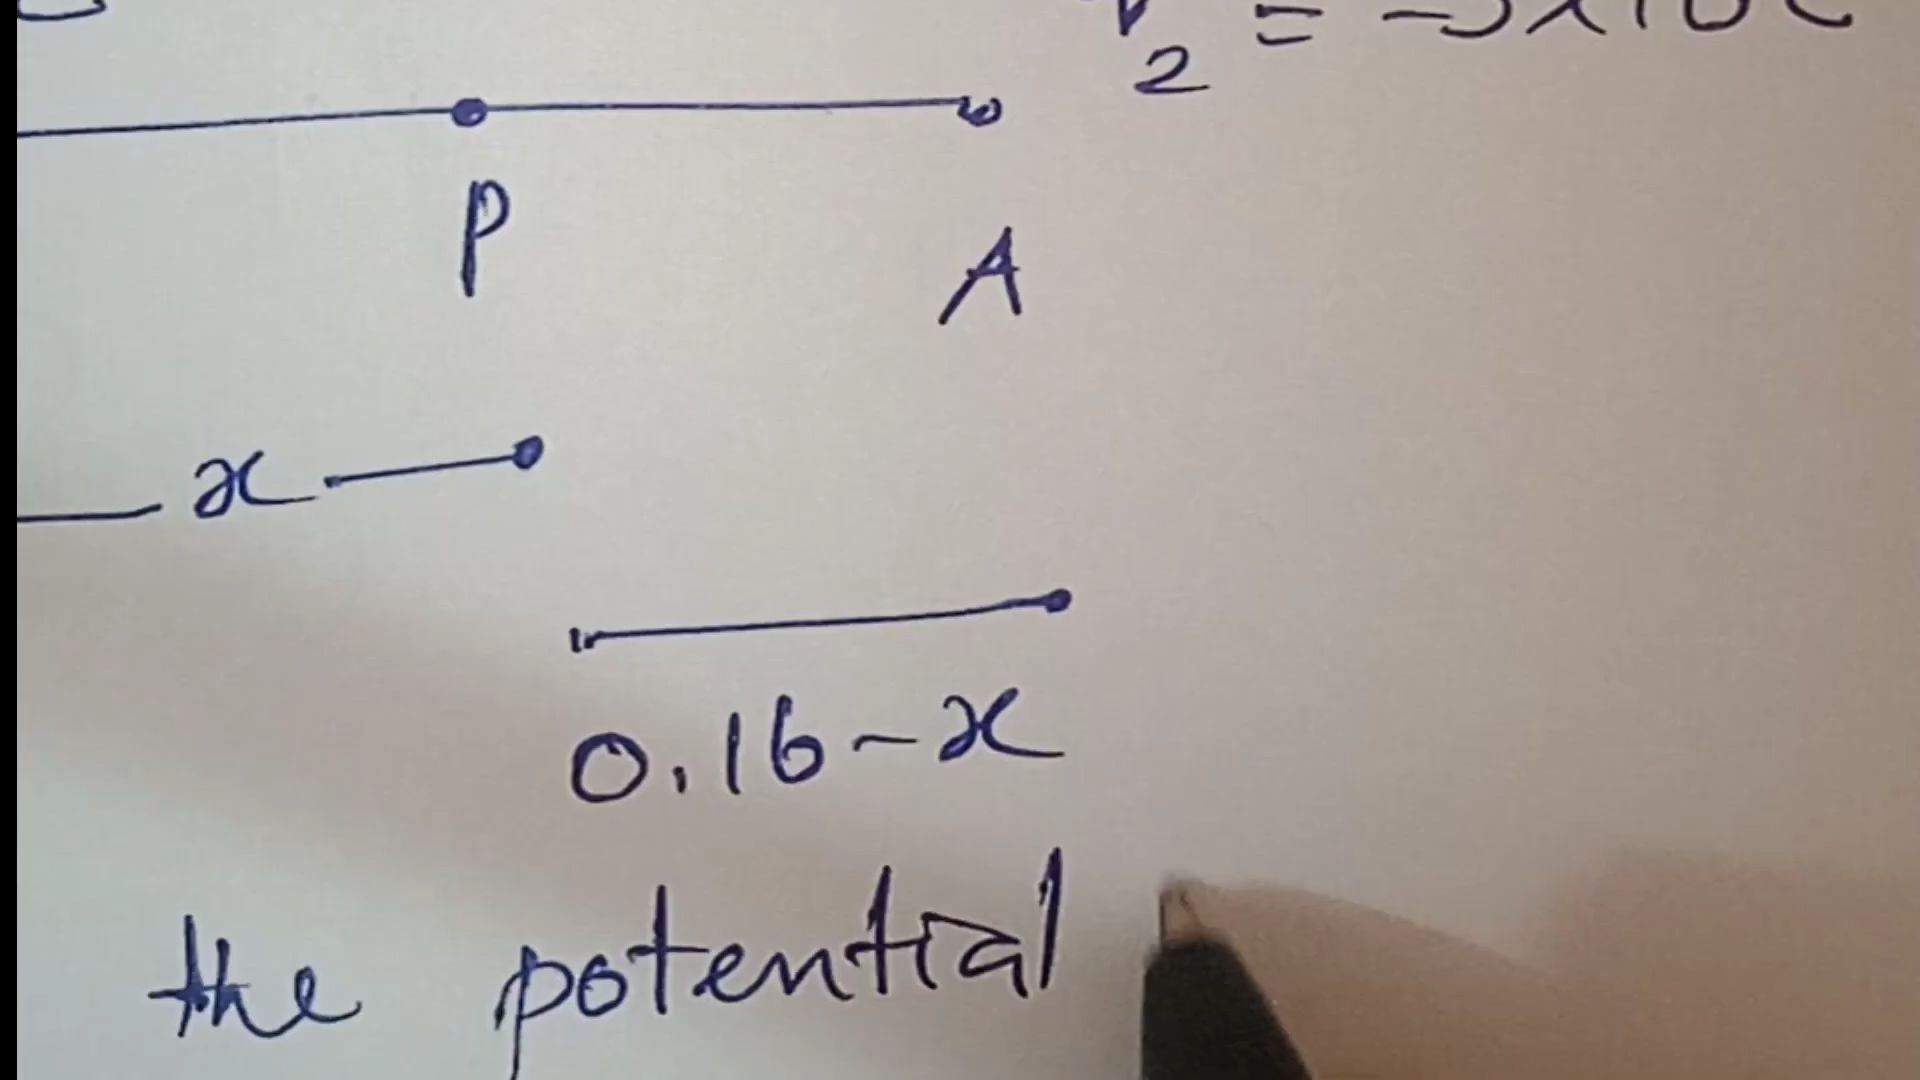 2 =
P
A
x
0.16-x
the potential